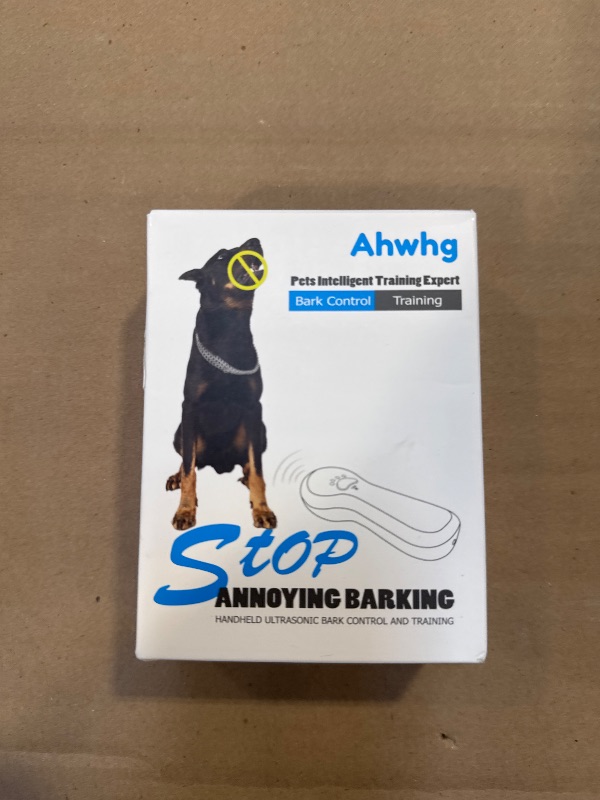 Ahwhg
Pets Intelligent Training Expert
Bark Control Training
Stop
ANNOYING BARKING
HANDHELD ULTRASONIC BARK CONTROL AND TRAINING